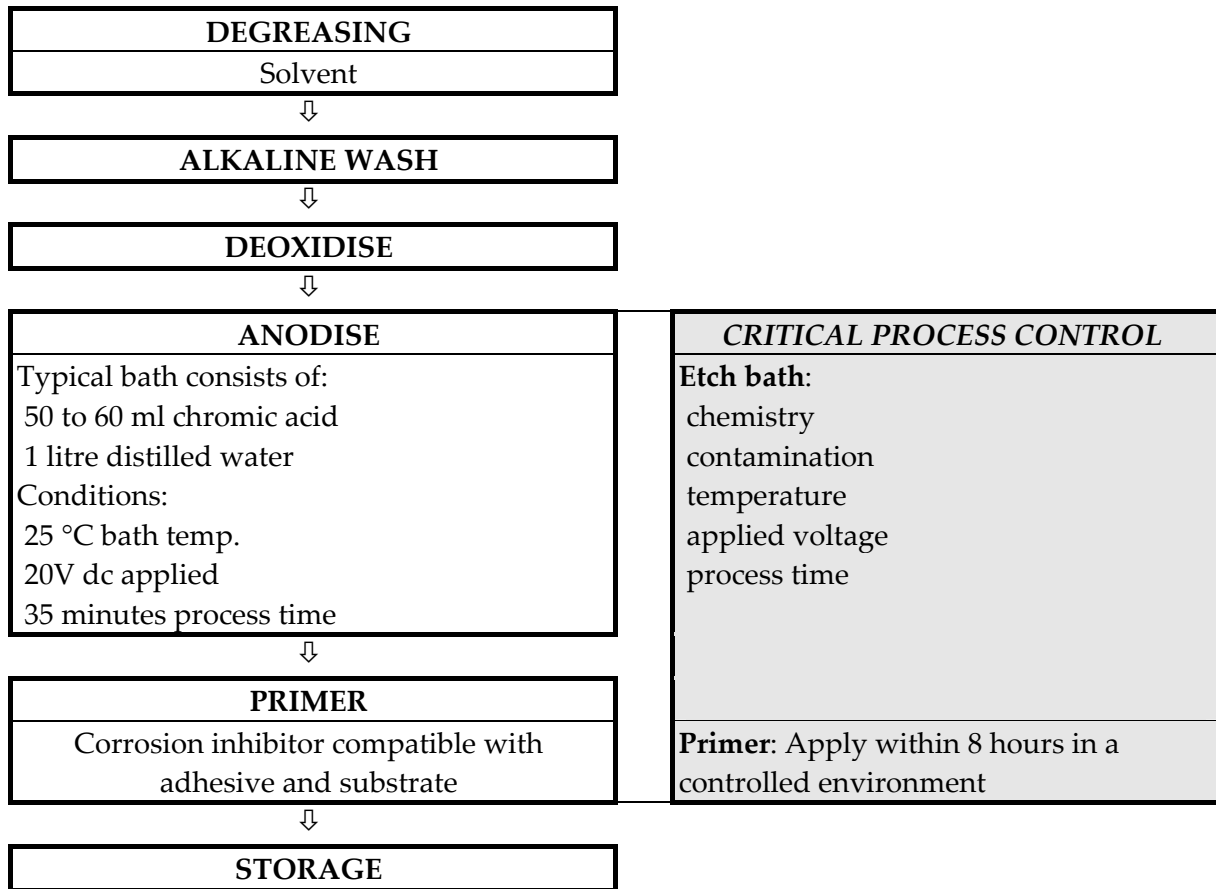 DEGREASING
Solvent
⇩
ALKALINE WASH
⇩
DEOXIDISE
⇩
ANODISE
Typical bath consists of:
50 to 60 ml chromic acid
1 litre distilled water
Conditions:
25 °C bath temp.
20V dc applied
35 minutes process time
CRITICAL PROCESS CONTROL
Etch bath:
chemistry
contamination
temperature
applied voltage
process time
⇩
PRIMER
Corrosion inhibitor compatible with
adhesive and substrate
Primer: Apply within 8 hours in a
controlled environment
⇩
STORAGE